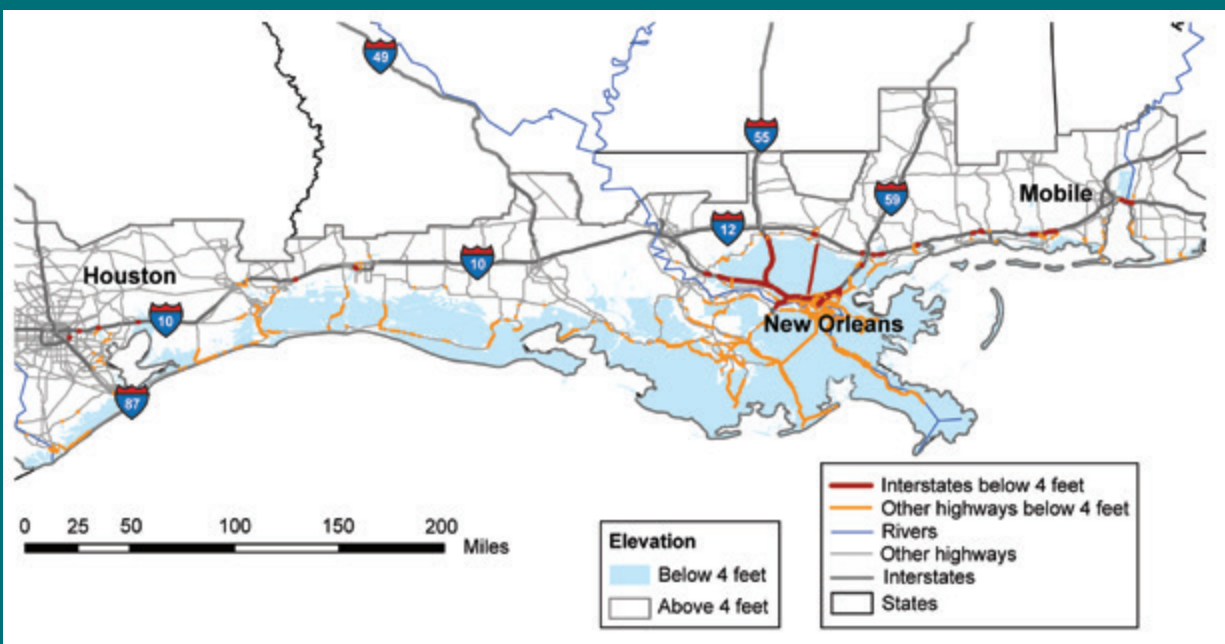 49
55
59
Mobile
12
Houston
10
New Orleans
10
87
0 25 50 100 150 200
Miles
Elevation
Below 4 feet
Above 4 feet
Interstates below 4 feet
Other highways below 4 feet
Rivers
Other highways
Interstates
States